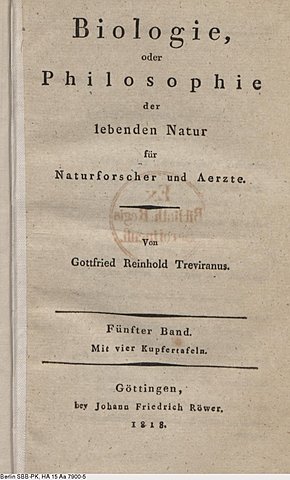 Biologie,
oder
Philosophie
der
lebenden Natur
für
Naturforscher und Aerzte.
Von
Gottfried Reinhold Treviranus.
Fünfter Band.
Mit vier Kupfertafeln.
Göttingen,
bey Johann Friedrich Röwer.
1818.
Berlin SBB-PK, HA 15 Aa 7900-5